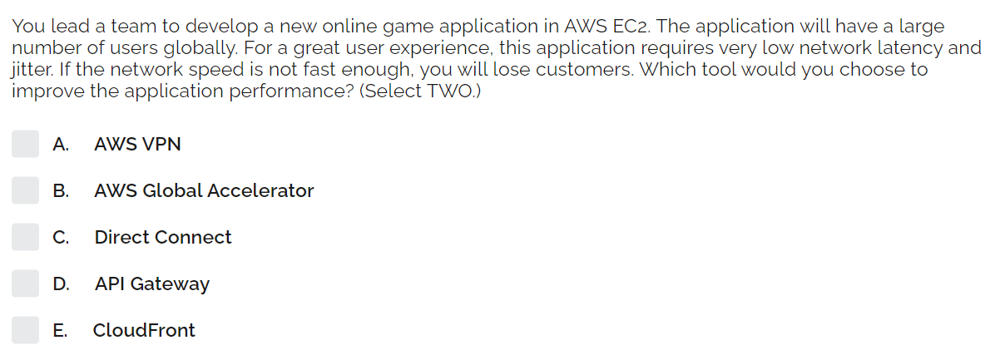 You lead a team to develop a new online game application in AWS EC2. The application will have a large
number of users globally. For a great user experience, this application requires very low network latency and
jitter. If the network speed is not fast enough, you will lose customers. Which tool would you choose to
improve the application performance? (Select TWO.)
A. AWS VPN
B. AWS Global Accelerator
C. Direct Connect
D. API Gateway
E. CloudFront